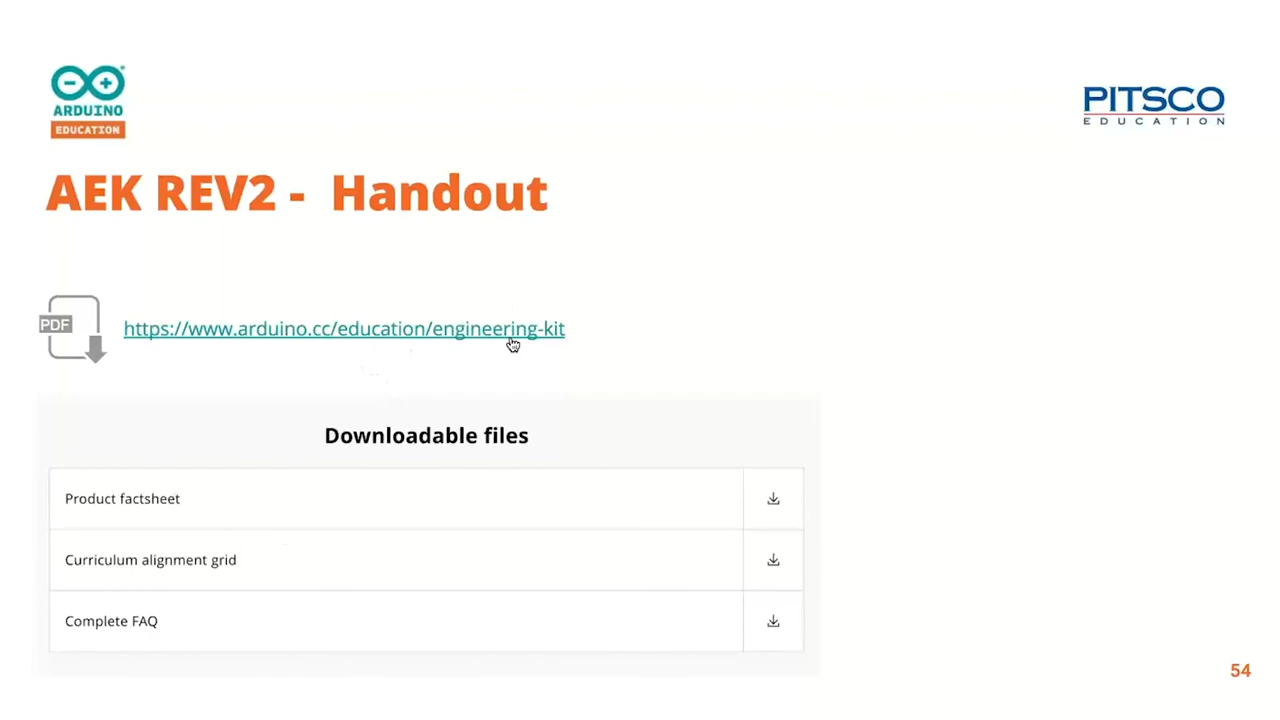 ARDUINO
EDUCATION
PITSCO
EDUCATION
AEK REV2 - Handout
PDF
https://www.arduino.cc/education/engineering-kit
Downloadable files
Product factsheet
Curriculum alignment grid
Complete FAQ
54